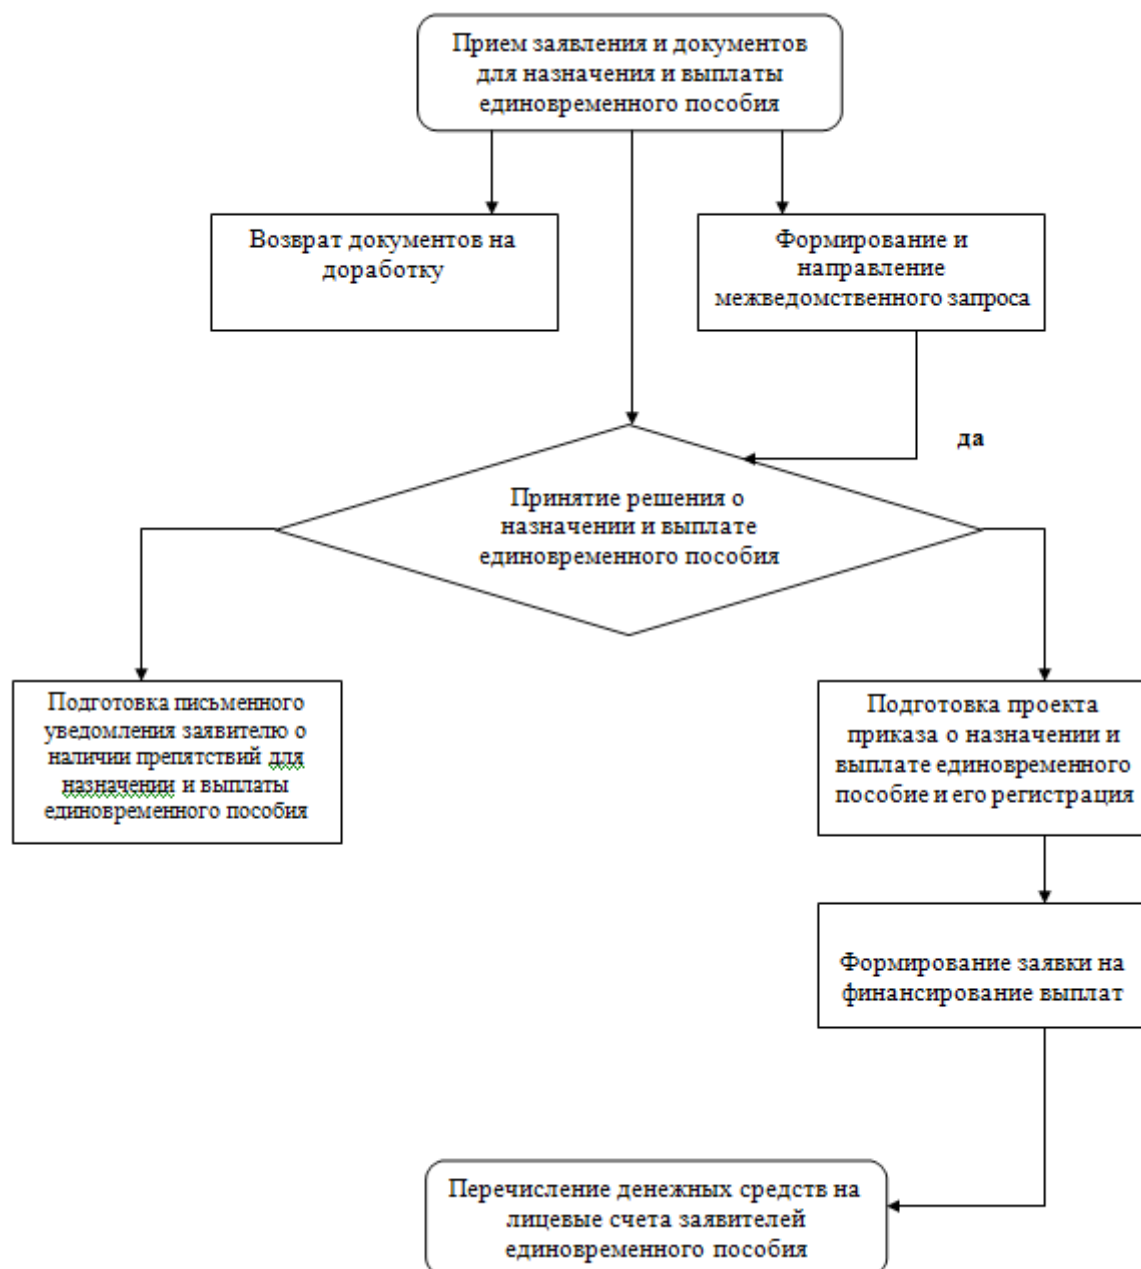 Прием заявления и документов
для назначения и выплаты
единовременного пособия
Возврат документов на
доработку
Формирование и
направление
межведомственного запроса
да
Принятие решения о
назначении и выплате
единовременного пособия
Подготовка письменного
уведомления заявителю о
наличии препятствий для
назначении и выплаты
единовременного пособия
Подготовка проекта
приказа о назначении и
выплате единовременного
пособие и его регистрация
Формирование заявки на
финансирование выплат
Перечисление денежных средств на
лицевые счета заявителей
единовременного пособия